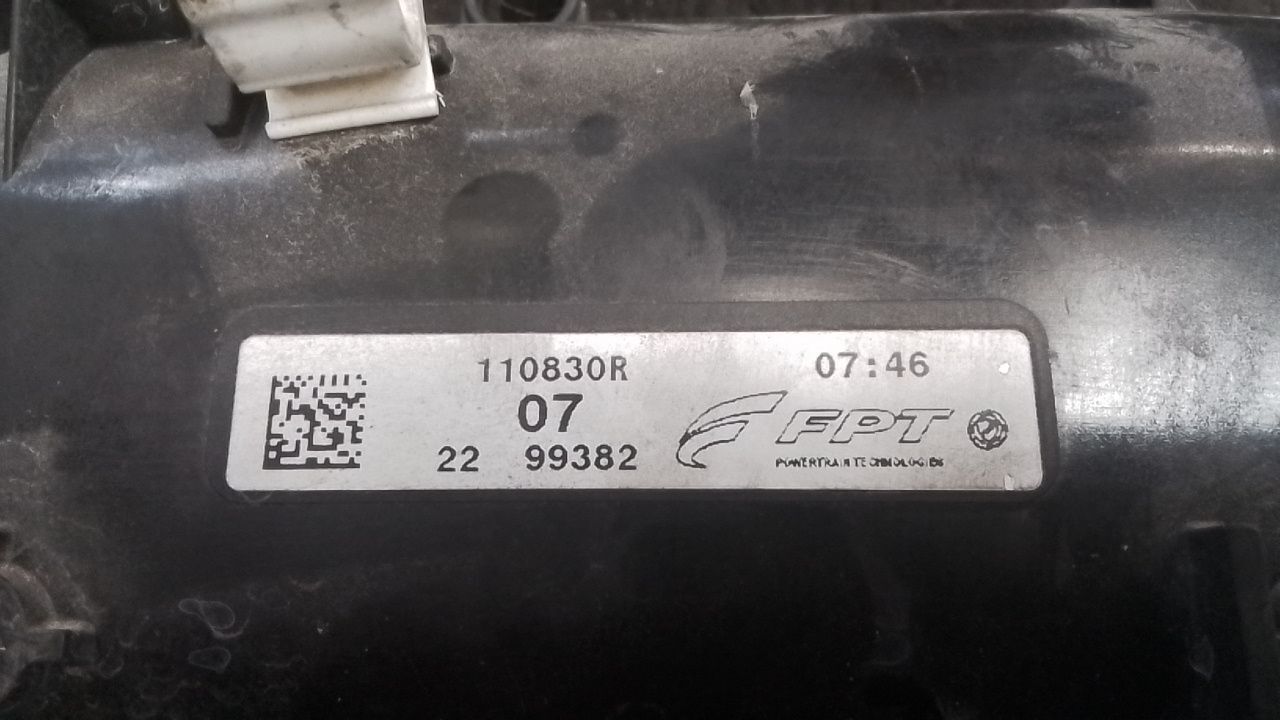 110830R 07:46
07
22 99382
FPT
POWERTRAIN TECHNOLOGIES